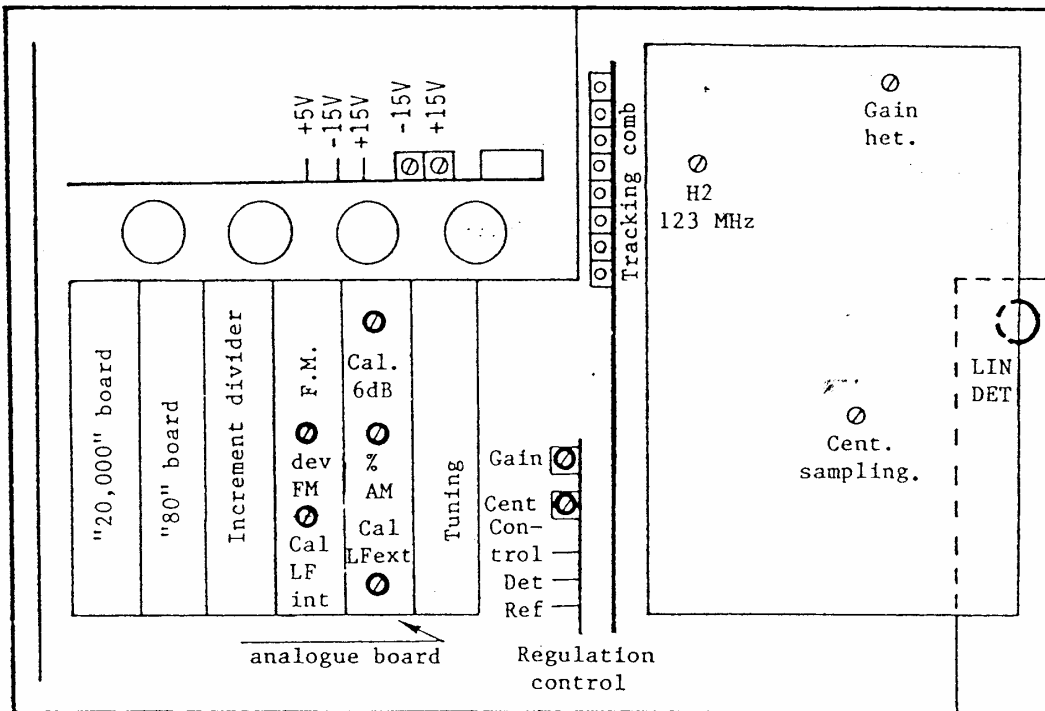 +5V
-15V
+15V
-15V
+15V
Tracking comb
Gain
het.
H2
123 MHz
LIN
DET
Cent.
sampling.
"20,000" board
"80" board
Increment divider
F.M.
dev
FM
Cal
LF
int
Cal.
6dB
%
AM
Cal
LFext
Tuning
Gain
Cent
Con-
trol
Det
Ref
analogue board
Regulation
control